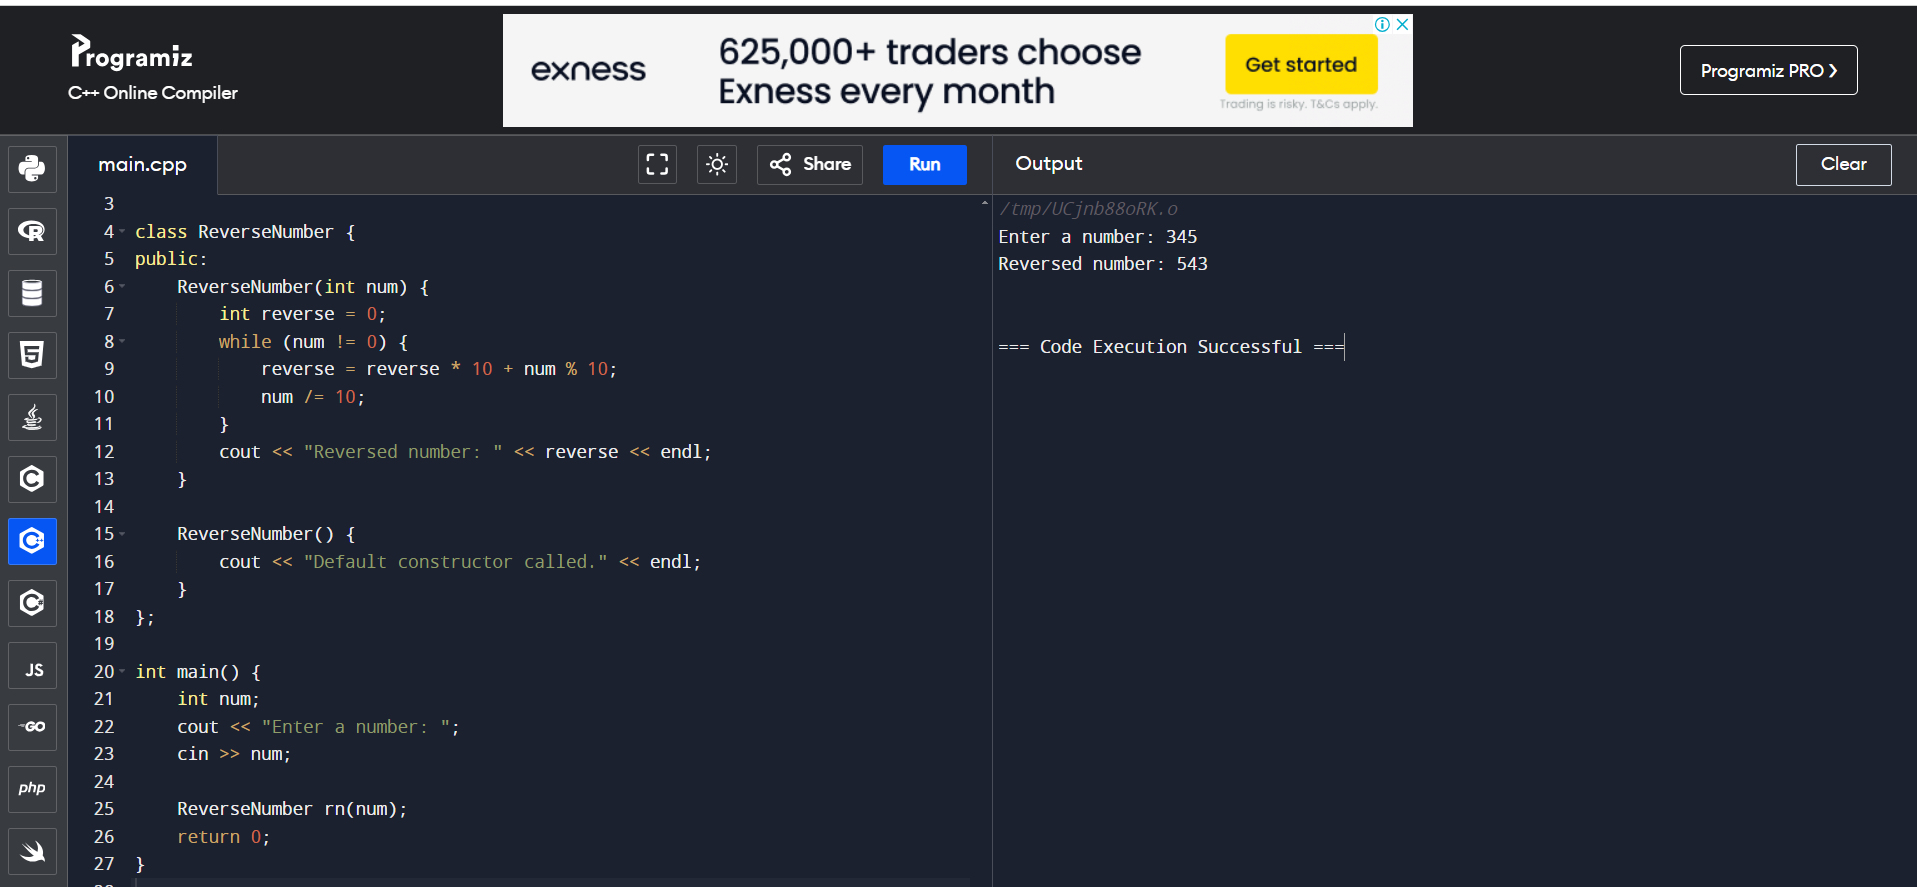 Programiz
C++ Online Compiler
exness
625,000+ traders choose
Exness every month
Get started
Trading is risky. T&Cs apply.
Programiz PRO
main.cpp
Share
Run
Output
Clear
3
4 class ReverseNumber {
5 public:
6     ReverseNumber(int num) {
7         int reverse = 0;
8         while (num != 0) {
9             reverse = reverse * 10 + num % 10;
10             num /= 10;
11         }
12         cout << "Reversed number: " << reverse << endl;
13     }
14
15     ReverseNumber() {
16         cout << "Default constructor called." << endl;
17     }
18 };
19
20 int main() {
21     int num;
22     cout << "Enter a number: ";
23     cin >> num;
24
25     ReverseNumber rn(num);
26     return 0;
27 }
/tmp/UCjnb88oRK.o
Enter a number: 345
Reversed number: 543
=== Code Execution Successful ===
R
5
C
C
C
JS
GO
php